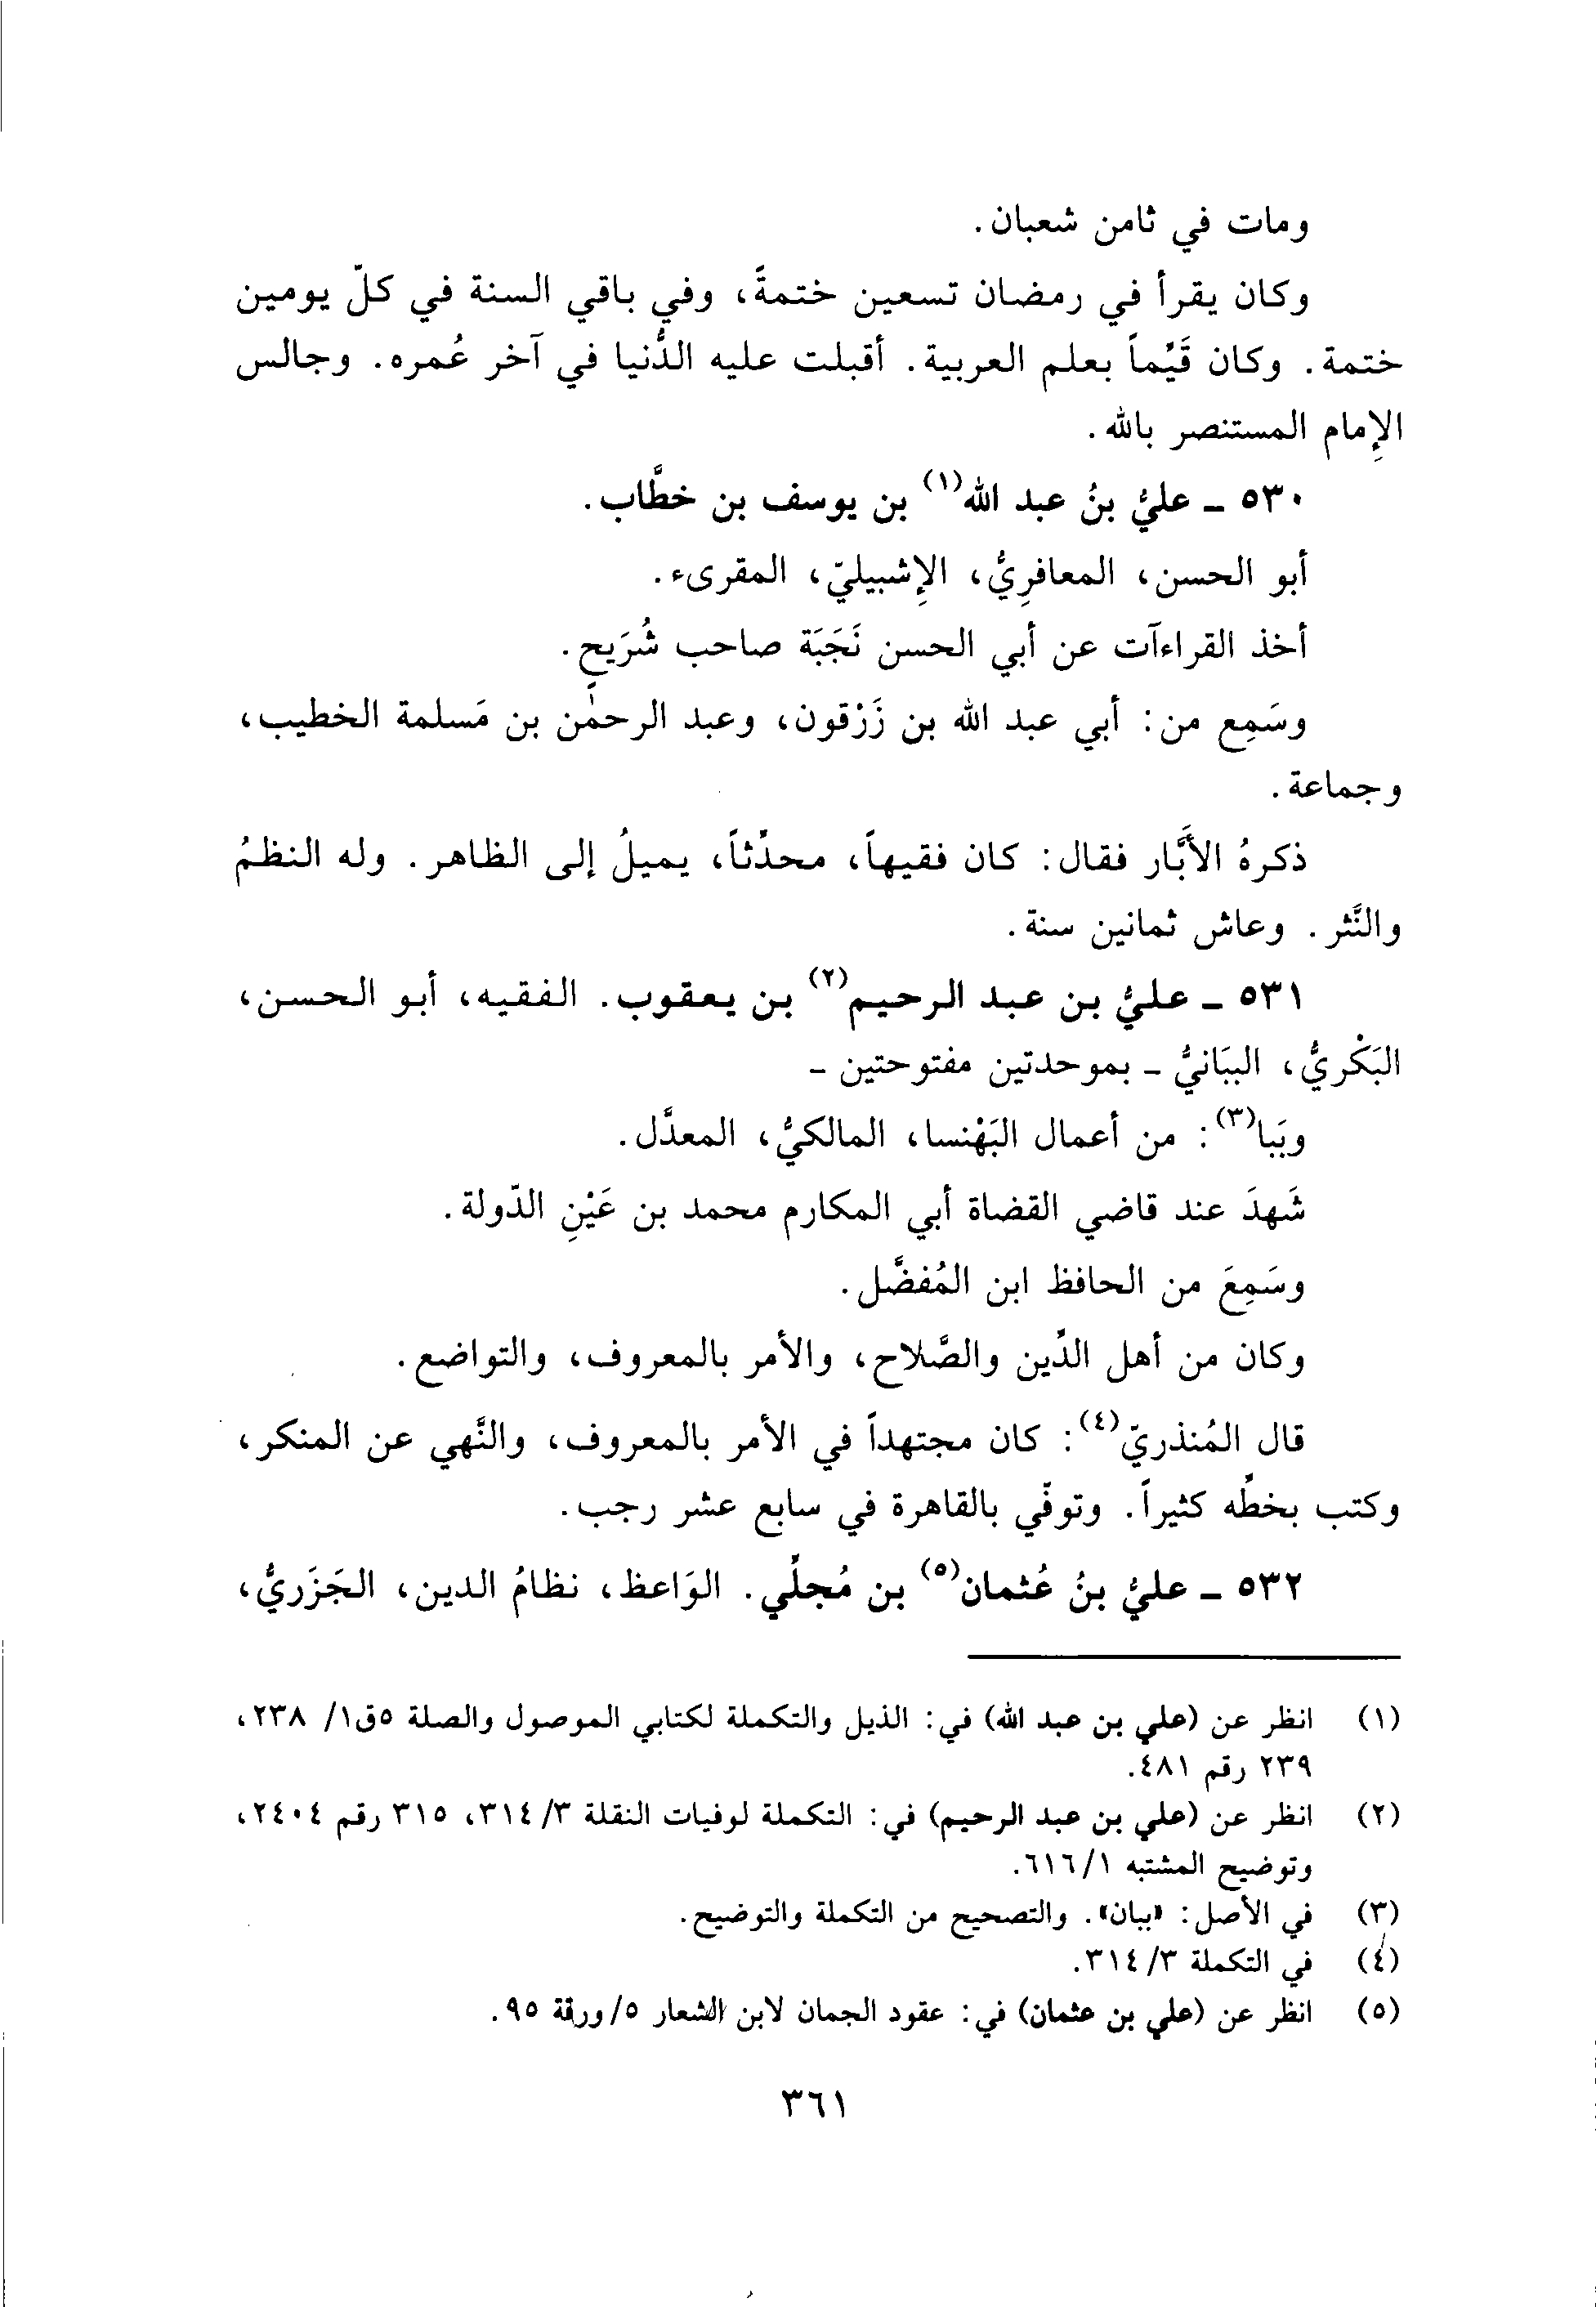 ومات في ثامن شعبان.
وكان يقرأ في رمضان تسعين ختمةً، وفي باقي السنة في كلّ يومين
ختمة. وكان قَيِّماً بعلم العربية. أقبلت عليه الدُّنيا في آخر عُمره. وجالس
الإِمام المستنصر بالله.
٥٣٠ ـ عليُّ بنُ عبد الله(١) بن يوسف بن خطَّاب.
أبو الحسن، المعافرِيُّ، الإِشبيليّ، المقرىء.
أخذ القراءآت عن أبي الحسن نَجَبَة صاحب شُرَيحٍ.
وسَمِع من: أبي عبد الله بن زَرْقون، وعبد الرحمٰن بن مَسلمة الخطيب،
وجماعة.
ذكرهُ الأَبَّار فقال: كان فقيهاً، محدِّثاً، يميلُ إلى الظاهر. وله النظمُ
والنَّثر. وعاش ثمانين سنة.
٥٣١ ـ عليُّ بن عبد الرحيم(٢) بن يعقوب. الفقيه، أبو الحسن،
البَكْريُّ، الببَانيُّ ـ بموحدتين مفتوحتين ـ
وبَبا(٣): من أعمال البَهْنسا، المالكيُّ، المعدَّل.
شَهدَ عند قاضي القضاة أبي المكارم محمد بن عَيْنِ الدّولة.
وسَمِعَ من الحافظ ابن المُفضَّل.
وكان من أهل الدِّين والصَّلاح، والأمر بالمعروف، والتواضع.
قال المُنذريّ(٤): كان مجتهداً في الأمر بالمعروف، والنَّهي عن المنكر،
وكتب بخطِّه كثيراً. وتوفّي بالقاهرة في سابع عشر رجب.
٥٣٢ ـ عليُّ بنُ عُثمان(٥) بن مُجلِّي. الوَاعظ، نظامُ الدين، الجَزَريُّ،
(١) انظر عن (علي بن عبد الله) في: الذيل والتكملة لكتابي الموصول والصلة ٥ق١/ ٢٣٨،
٢٣٩ رقم ٤٨١.
(٢) انظر عن (علي بن عبد الرحيم) في: التكملة لوفيات النقلة ٣/ ٣١٤، ٣١٥ رقم ٢٤٠٤،
وتوضيح المشتبه ١/ ٦١٦.
(٣) في الأصل: «ببان». والتصحيح من التكملة والتوضيح.
(٤) في التكملة ٣/ ٣١٤.
(٥) انظر عن (علي بن عثمان) في: عقود الجمان لابن الشعار ٥/ ورقة ٩٥.
٣٦١